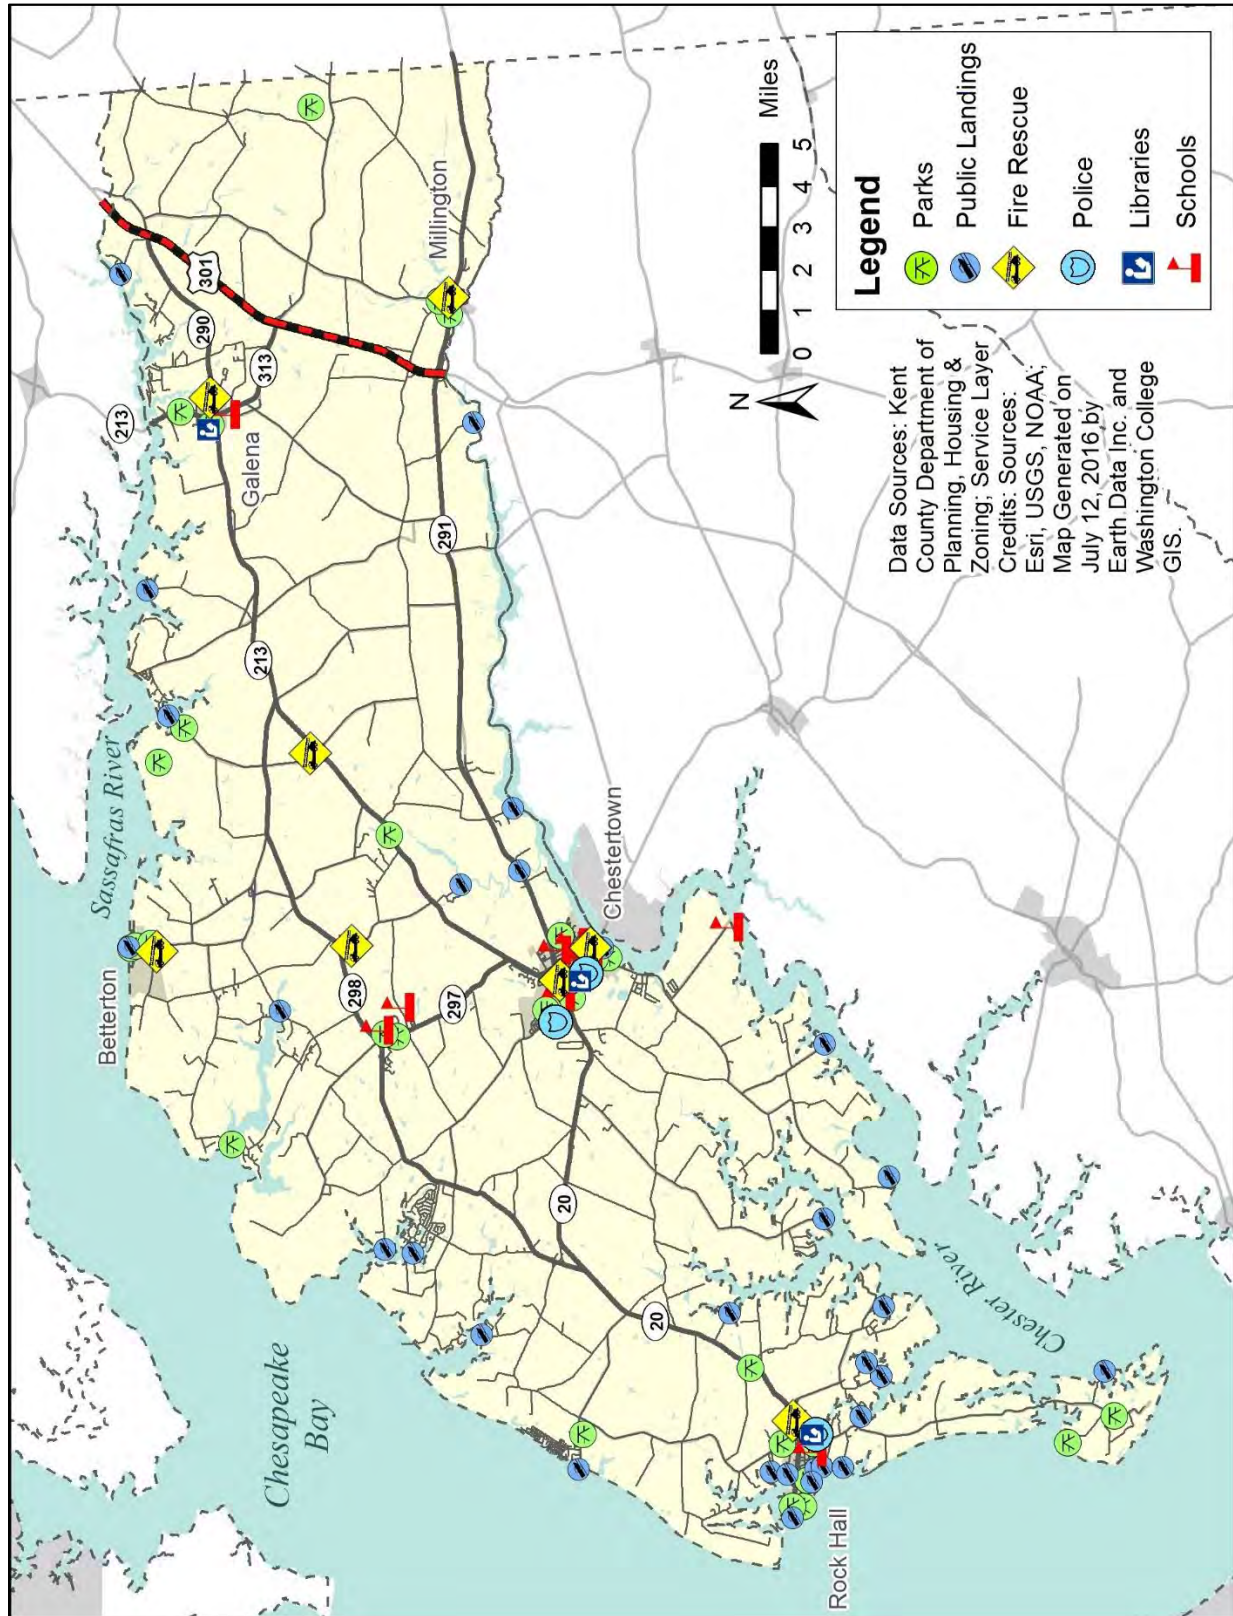 Sassafras River
Betterton
Chesapeake
Bay
213
290
301
313
Galena
213
298
297
291
Millington
Chestertown
20
20
Rock Hall
Chester River
N
0 1 2 3 4 5 Miles
Data Sources: Kent
County Department of
Planning, Housing &
Zoning; Service Layer
Credits: Sources:
Esri, USGS, NOAA;
Map Generated on
July 12, 2016 by
Earth Data Inc. and
Washington College
GIS.
Legend
Parks
Public Landings
Fire Rescue
Police
Libraries
Schools